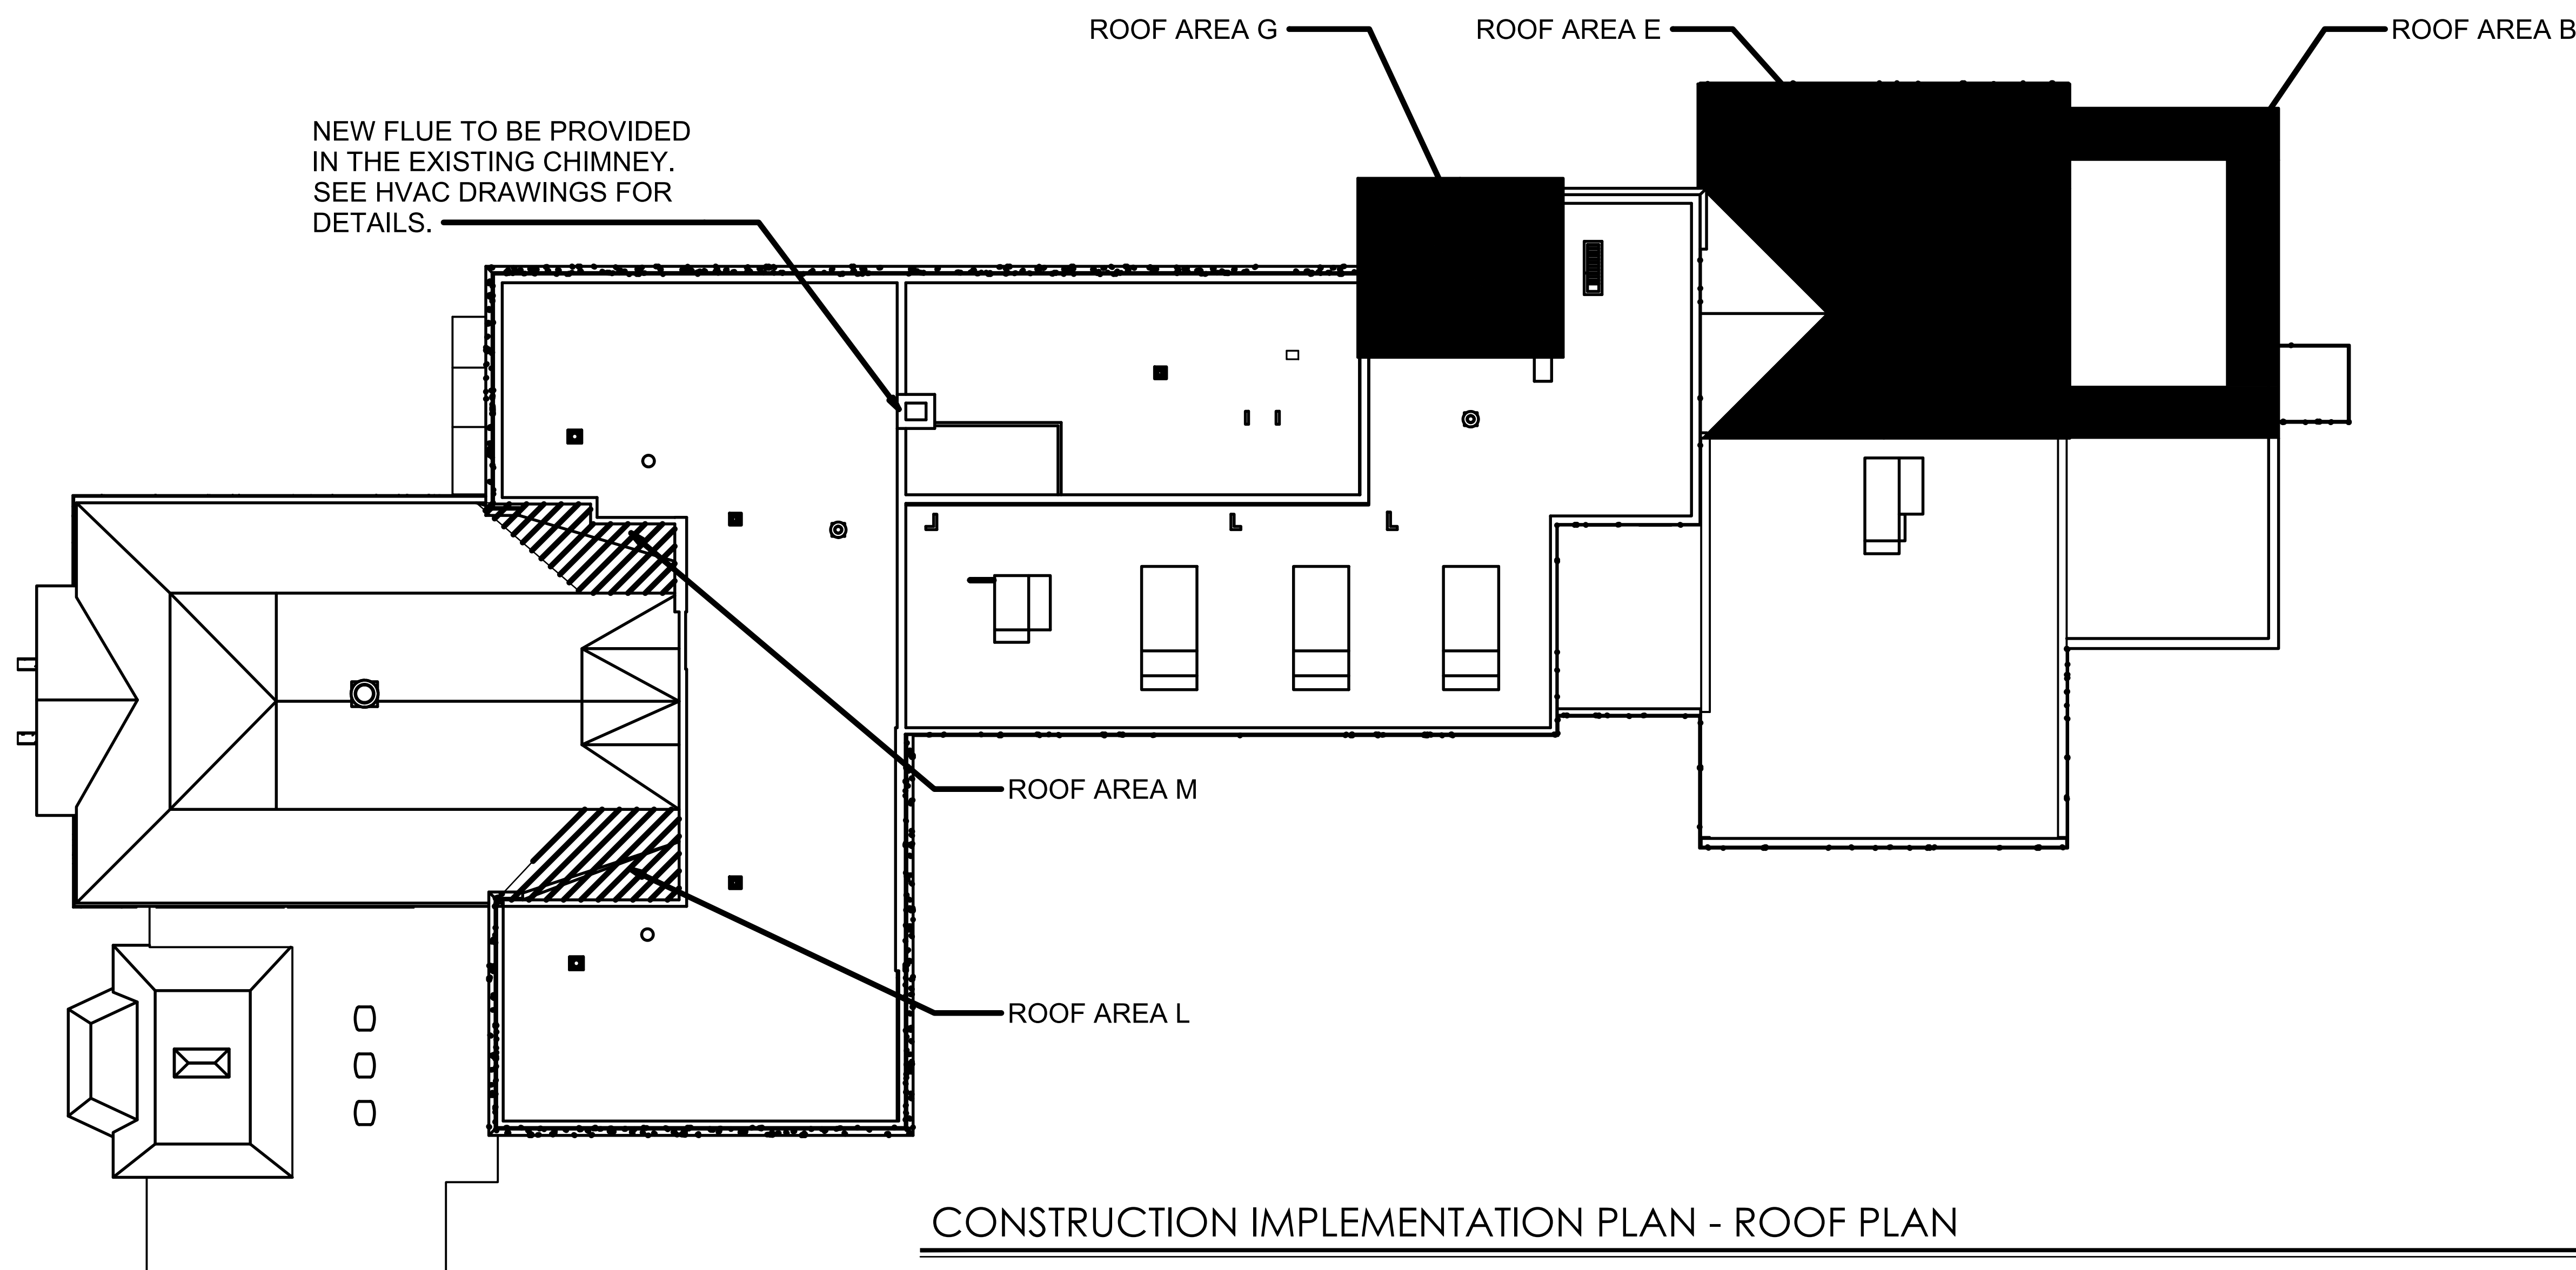 ROOF AREA G
ROOF AREA E
ROOF AREA B
NEW FLUE TO BE PROVIDED
IN THE EXISTING CHIMNEY.
SEE HVAC DRAWINGS FOR
DETAILS.
ROOF AREA M
ROOF AREA L
CONSTRUCTION IMPLEMENTATION PLAN - ROOF PLAN